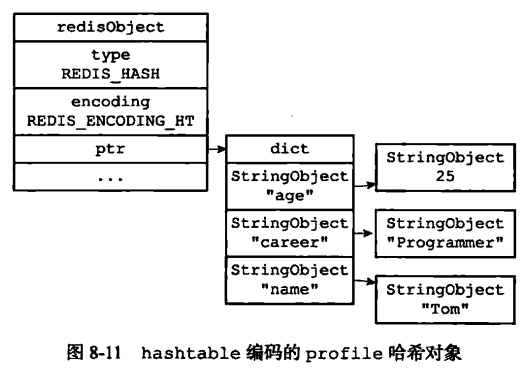 redisObject
type
REDIS_HASH
encoding
REDIS_ENCODING_HT
ptr
...
dict
StringObject
"age"
StringObject
"career"
StringObject
"name"
StringObject
25
StringObject
"Programmer"
StringObject
"Tom"
图 8-11 hashtable 编码的 profile 哈希对象